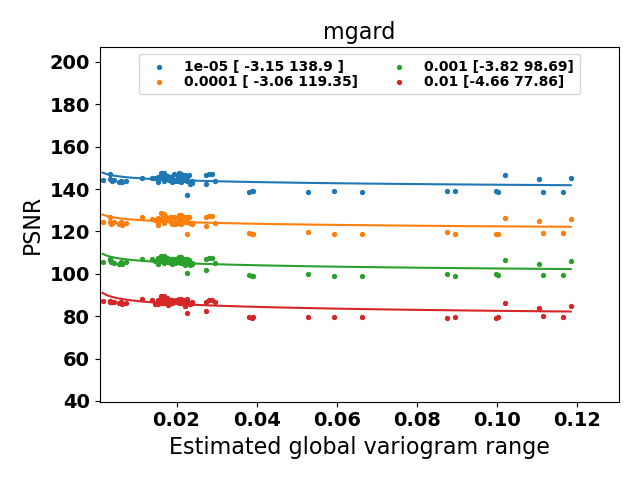 mgard
1e-05 [ -3.15 138.9 ]
0.0001 [ -3.06 119.35]
0.001 [-3.82 98.69]
0.01 [-4.66 77.86]
PSNR
200
180
160
140
120
100
80
60
40
0.02 0.04 0.06 0.08 0.10 0.12
Estimated global variogram range